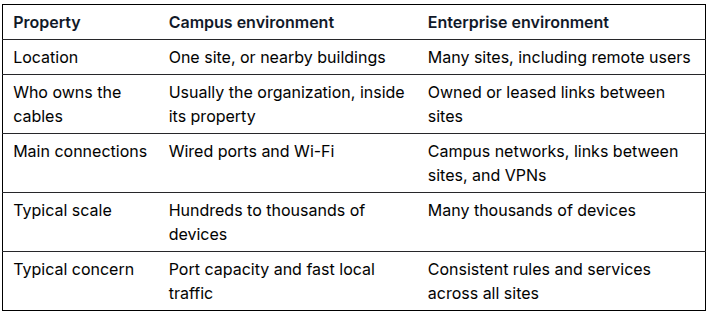 Property Campus environment Enterprise environment
Location One site, or nearby buildings Many sites, including remote users
Who owns the Usually the organization, inside Owned or leased links between
cables its property sites
Main connections Wired ports and Wi-Fi Campus networks, links between
sites, and VPNs
Typical scale Hundreds to thousands of Many thousands of devices
devices
Typical concern Port capacity and fast local Consistent rules and services
traffic across all sites